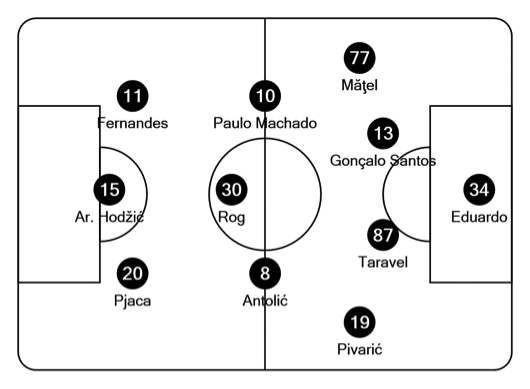 77
Măţel
11
Fernandes
10
Paulo Machado
13
Gonçalo Santos
15
Ar. Hodžić
30
Rog
34
Eduardo
87
Taravel
20
Pjaca
8
Antolić
19
Pivarić